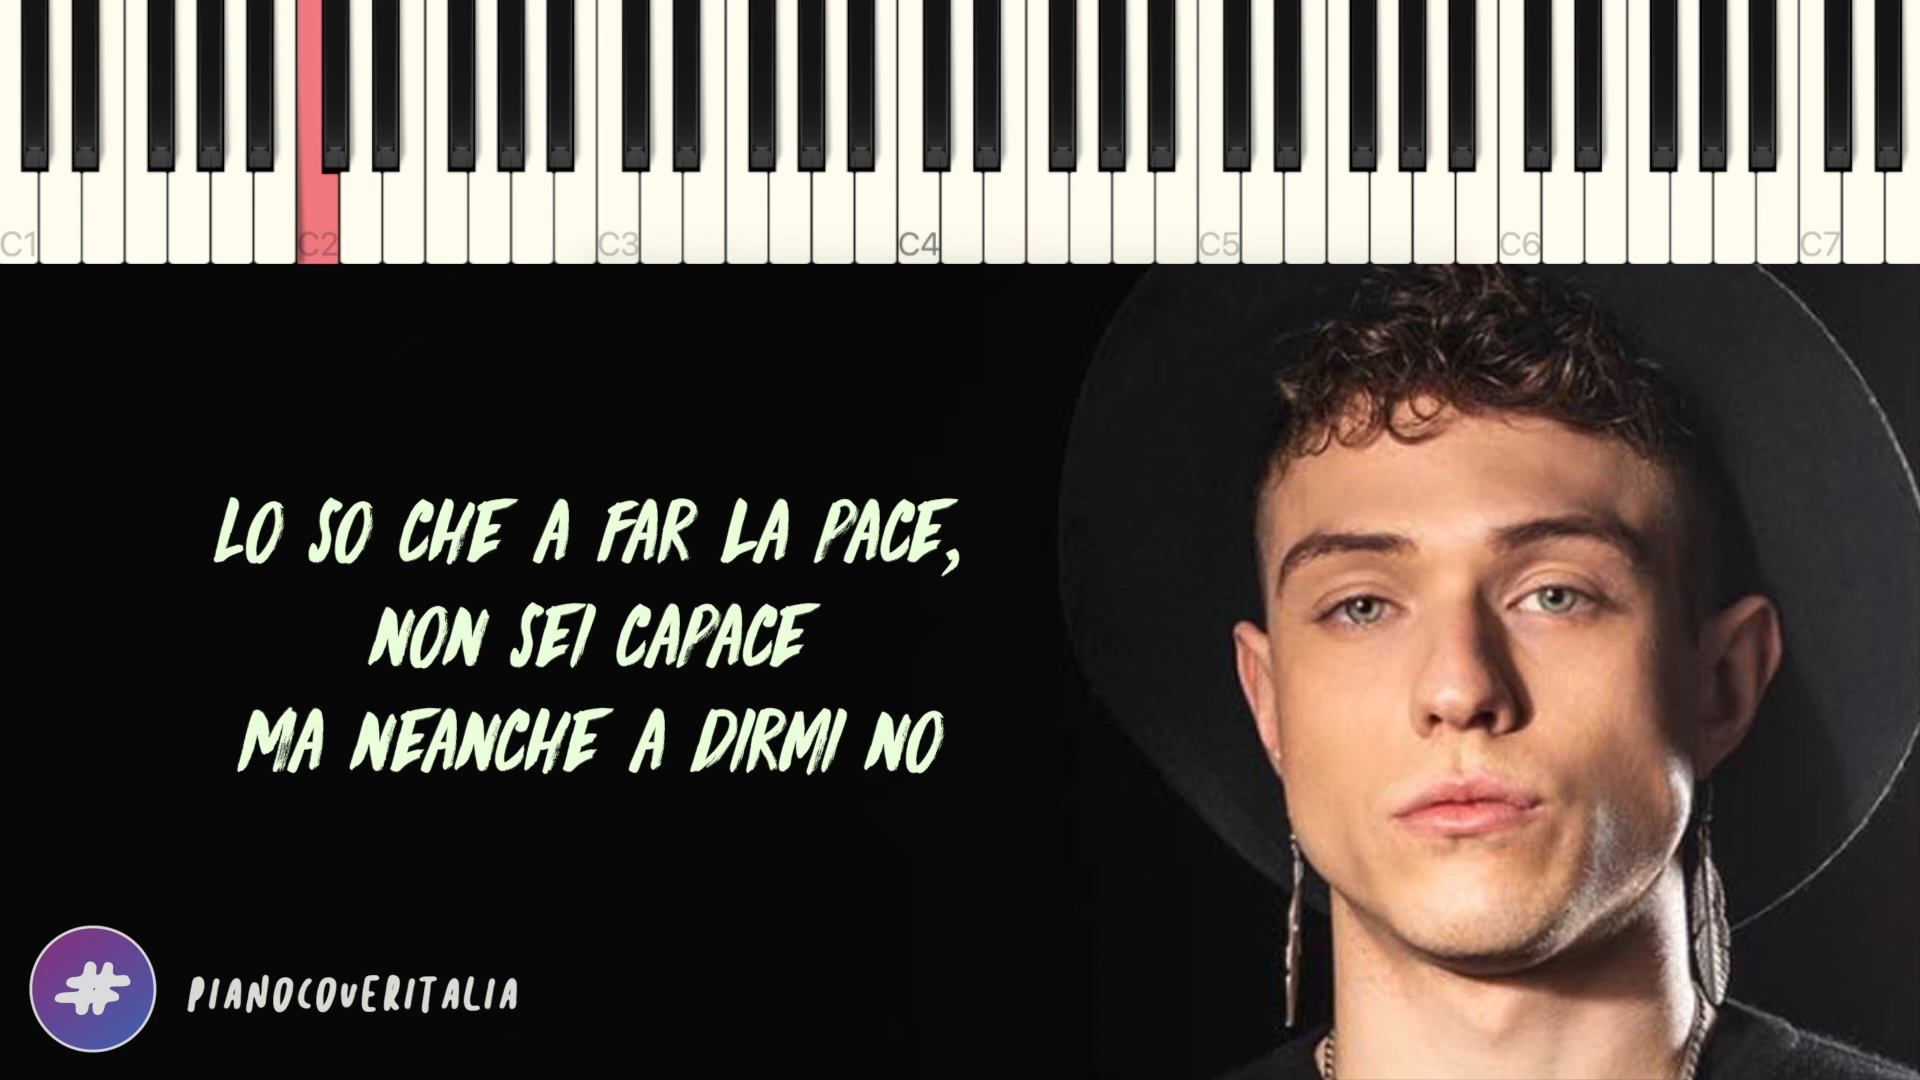 C1 C2 C3 C4 C5 C6 C7
LO SO CHE A FAR LA PACE,
NON SEI CAPACE
MA NEANCHE A DIRMI NO
#
PIANOCOVERITALIA